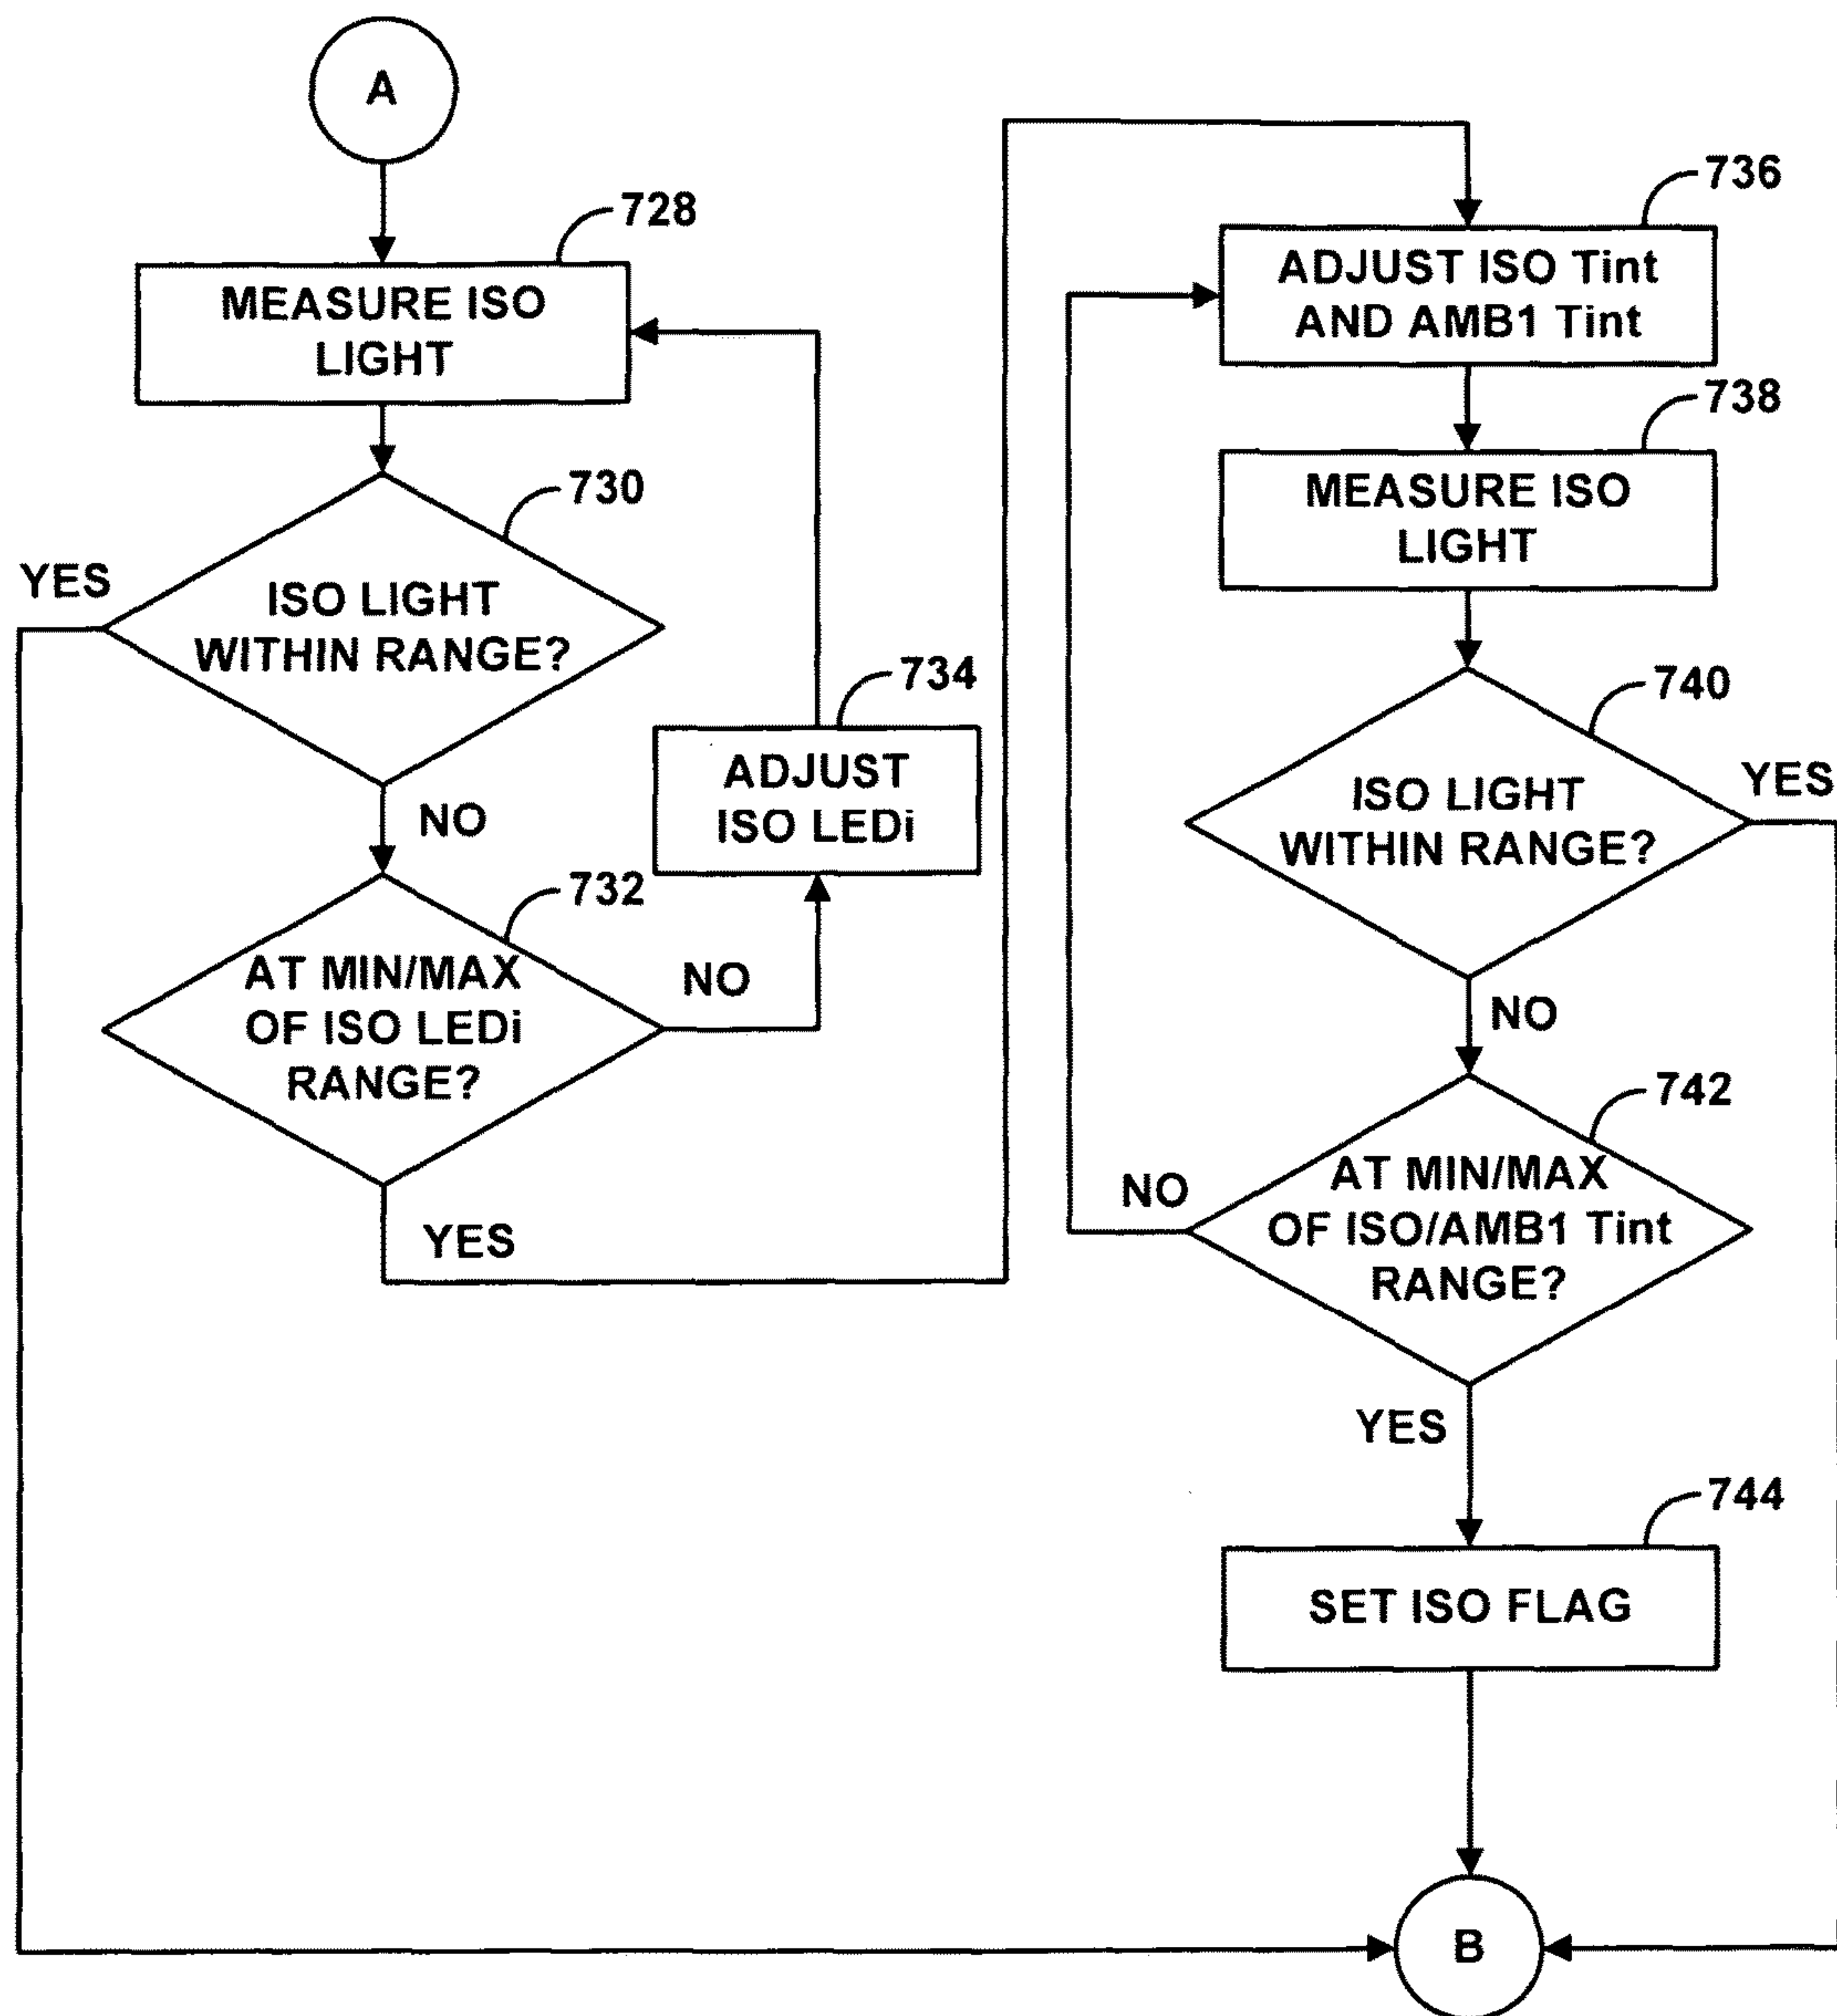 A
728
MEASURE ISO
LIGHT
730
YES
ISO LIGHT
WITHIN RANGE?
NO
734
ADJUST
ISO LEDi
732
AT MIN/MAX
OF ISO LEDi
RANGE?
NO
YES
736
ADJUST ISO Tint
AND AMB1 Tint
738
MEASURE ISO
LIGHT
740
YES
ISO LIGHT
WITHIN RANGE?
NO
742
AT MIN/MAX
OF ISO/AMB1 Tint
RANGE?
NO
YES
744
SET ISO FLAG
B